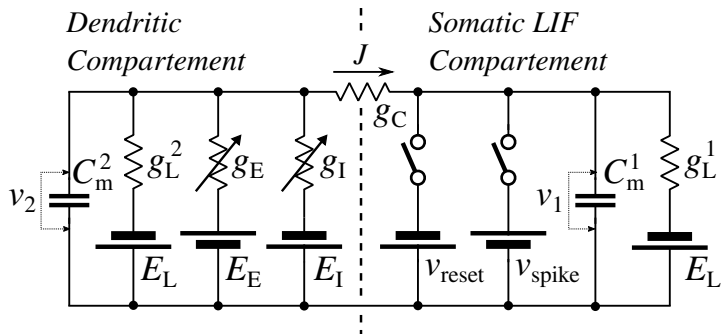 Dendritic
Compartement
Somatic LIF
Compartement
J
g_C
v_2
C_m^2
g_L^2
g_E
g_I
v_1
C_m^1
g_L^1
E_L
E_E
E_I
v_reset
v_spike
E_L